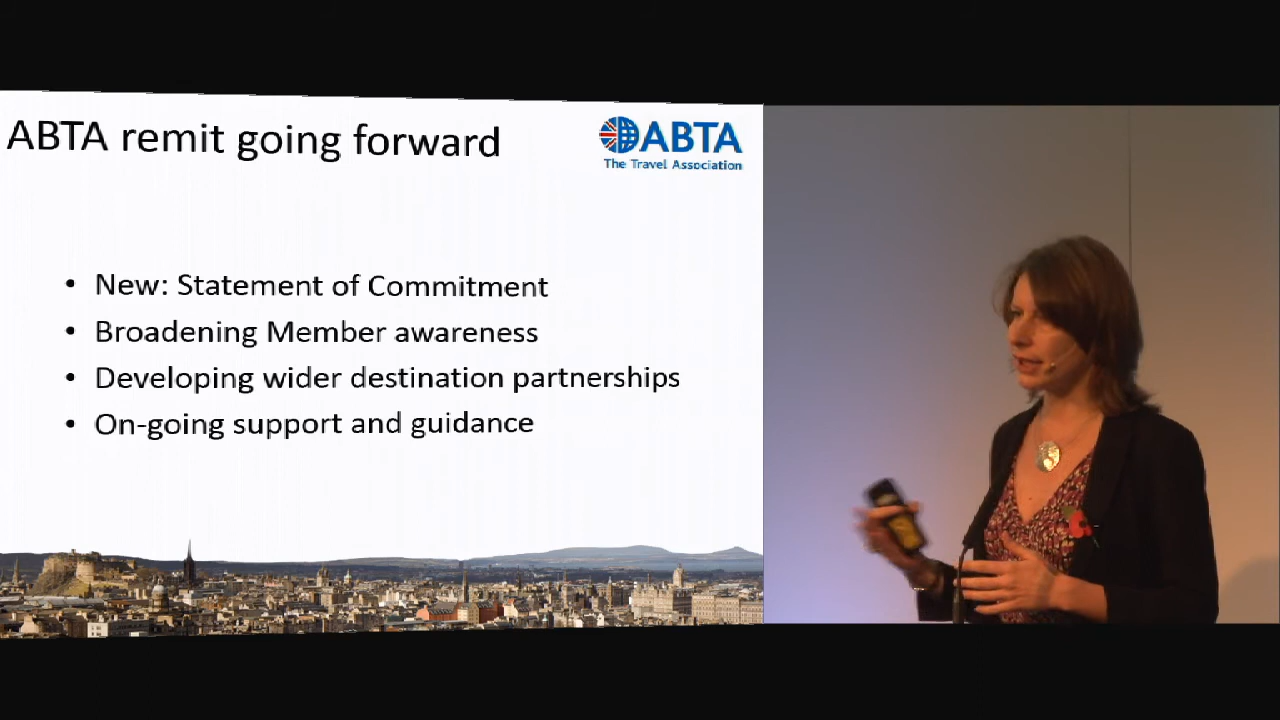 ABTA remit going forward
ABTA
The Travel Association
• New: Statement of Commitment
• Broadening Member awareness
• Developing wider destination partnerships
• On-going support and guidance